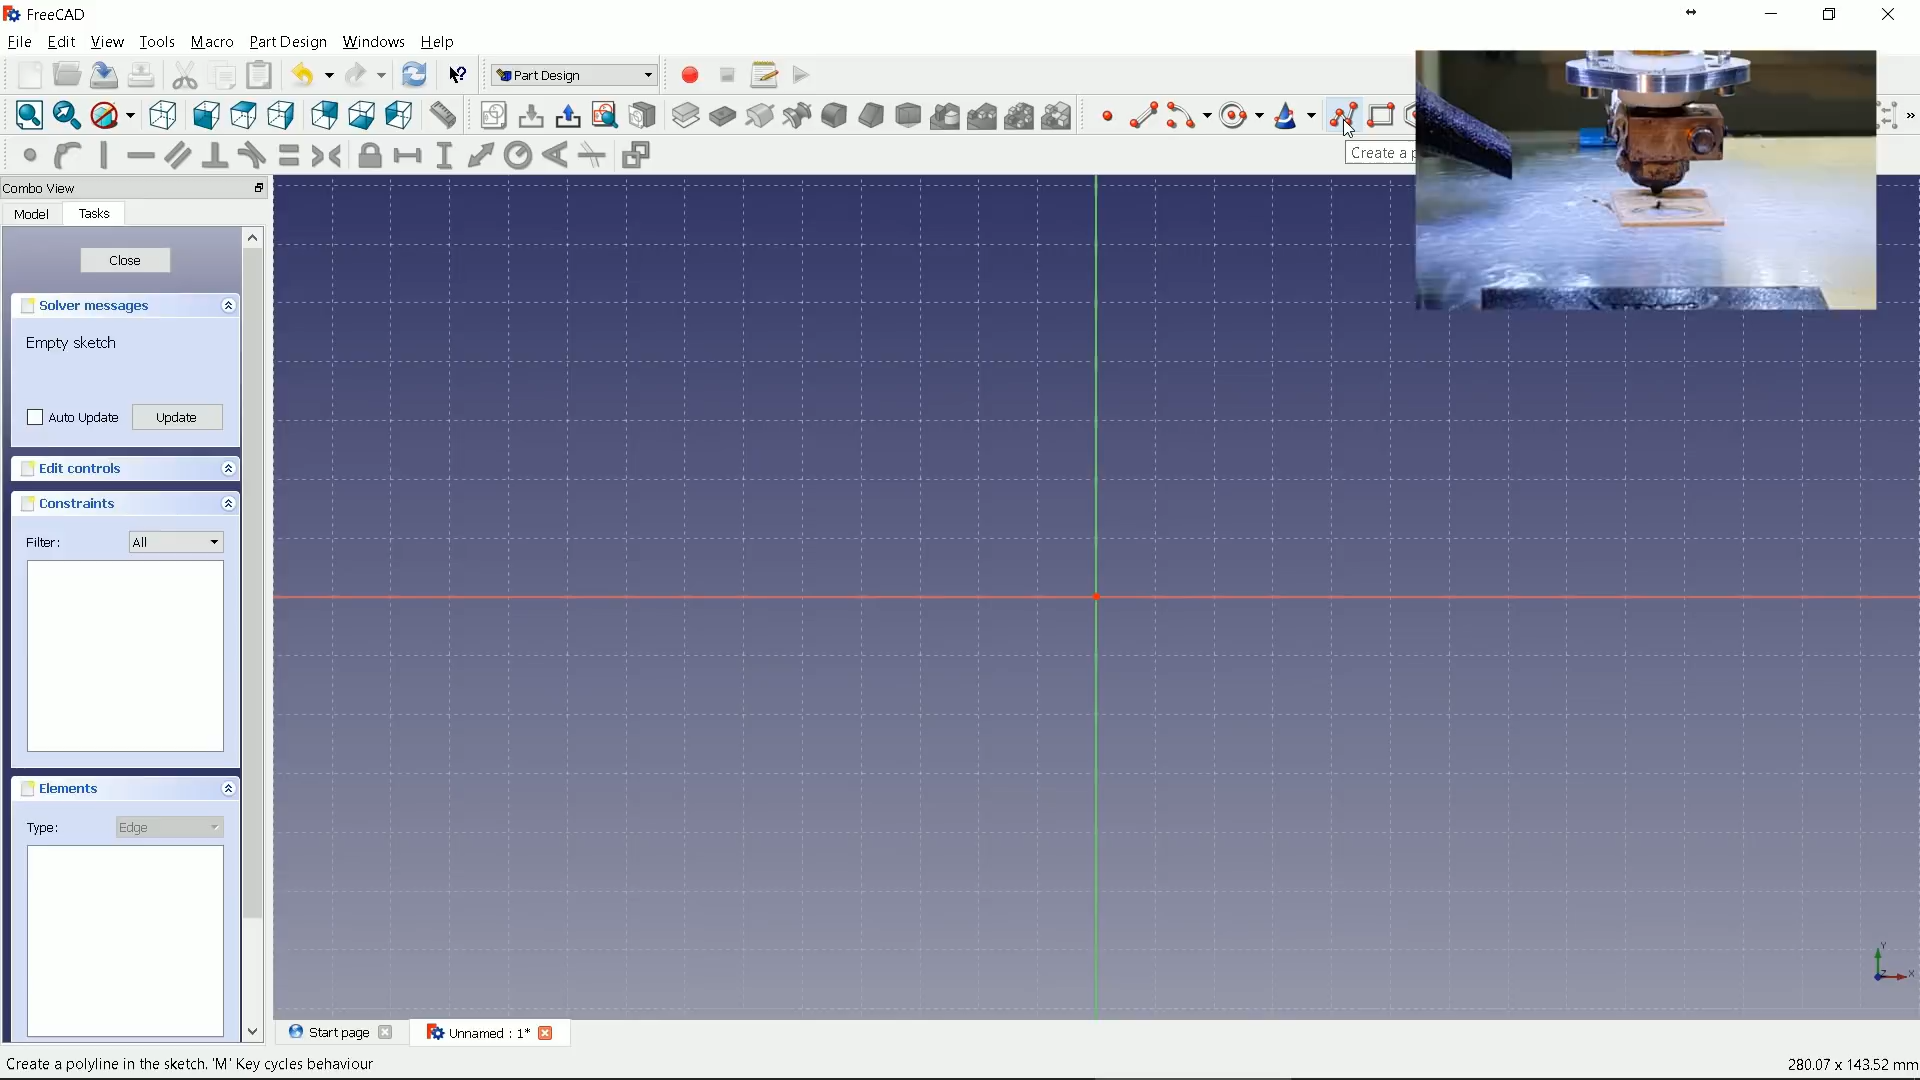 FreeCAD
File Edit View Tools Macro Part Design Windows Help
Part Design
Create a p
Combo View
Model Tasks
Close
Solver messages
Empty sketch
Auto Update Update
Edit controls
Constraints
Filter: All
Elements
Type: Edge
Y
Z X
Start page Unnamed : 1*
Create a polyline in the sketch. 'M' Key cycles behaviour 280.07 x 143.52 mm